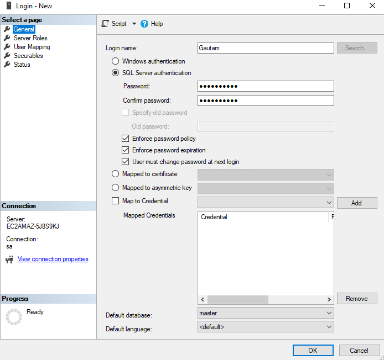 Login - New
Select a page
General
Server Roles
User Mapping
Securables
Status
Script
Help
Login name:
Gautam
Search...
Windows authentication
SQL Server authentication
Password:
●●●●●●●●●●
Confirm password:
●●●●●●●●●●
Specify old password
Old password:
Enforce password policy
Enforce password expiration
User must change password at next login
Mapped to certificate
Mapped to asymmetric key
Map to Credential
Add
Mapped Credentials
Credential
Remove
Default database:
master
Default language:
<default>
Connection
Server:
EC2AMAZ-5J8S9KJ
Connection:
sa
View connection properties
Progress
Ready
OK
Cancel